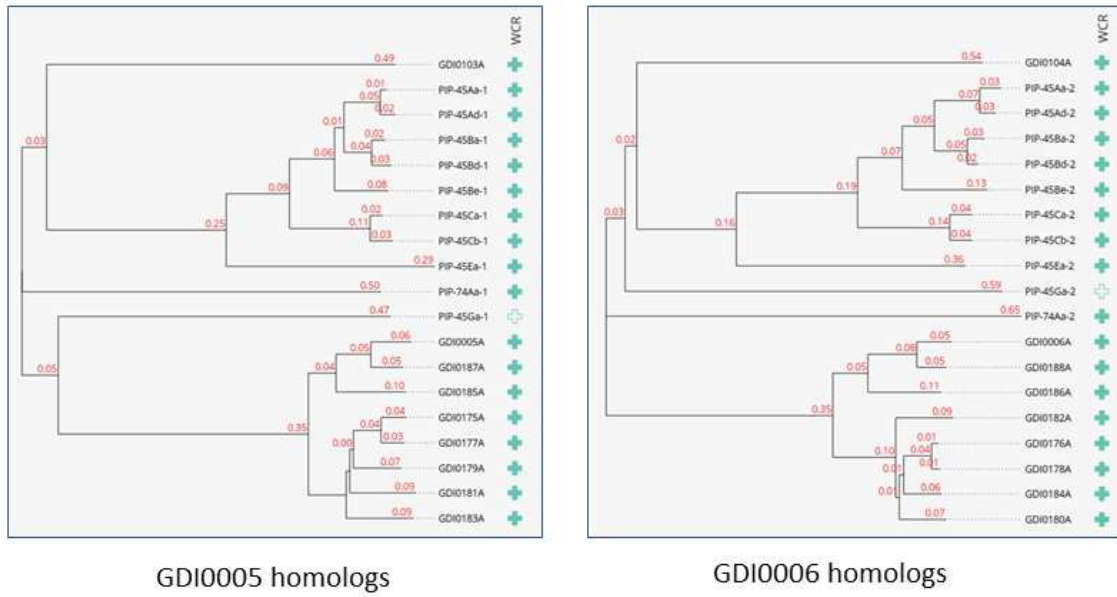 WCR
0.49 GDI0103A
0.01 PIP-45Aa-1
0.05
0.02 PIP-45Ad-1
0.01
0.02 PIP-45Ba-1
0.03 0.06 0.04
0.03 PIP-45Bd-1
0.09 0.08 PIP-45Be-1
0.02 PIP-45Ca-1
0.25 0.11
0.03 PIP-45Cb-1
0.29 PIP-45Ea-1
0.50 PIP-74Aa-1
0.47 PIP-45Ga-1
0.06 GDI0005A
0.05
0.05 GDI0187A
0.05 0.04
0.10 GDI0185A
0.04 GDI0175A
0.35 0.04
0.00 0.03 GDI0177A
0.07 GDI0179A
0.09 GDI0181A
0.09 GDI0183A
GDI0005 homologs
WCR
0.54 GDI0104A
0.03 PIP-45Aa-2
0.07
0.03 PIP-45Ad-2
0.05
0.02 0.03 PIP-45Ba-2
0.07 0.05
0.02 PIP-45Bd-2
0.19 0.13 PIP-45Be-2
0.04 PIP-45Ca-2
0.03 0.16 0.14
0.04 PIP-45Cb-2
0.36 PIP-45Ea-2
0.59 PIP-45Ga-2
0.65 PIP-74Aa-2
0.05 GDI0006A
0.08
0.05 GDI0188A
0.05
0.11 GDI0186A
0.35 0.09 GDI0182A
0.01 GDI0176A
0.10 0.04
0.01 0.01 GDI0178A
0.01 0.06 GDI0184A
0.07 GDI0180A
GDI0006 homologs